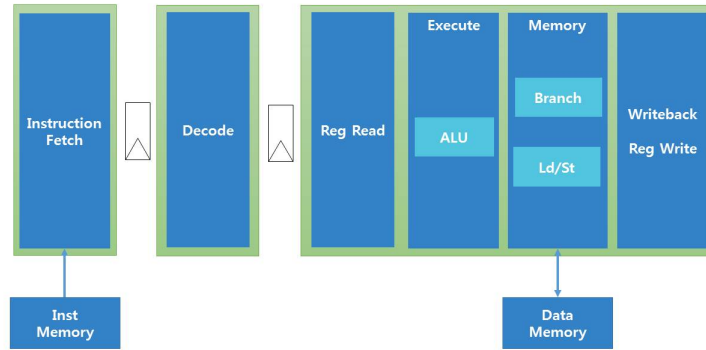 Instruction
Fetch
Decode
Reg Read
Execute
ALU
Memory
Branch
Ld/St
Writeback
Reg Write
Inst
Memory
Data
Memory